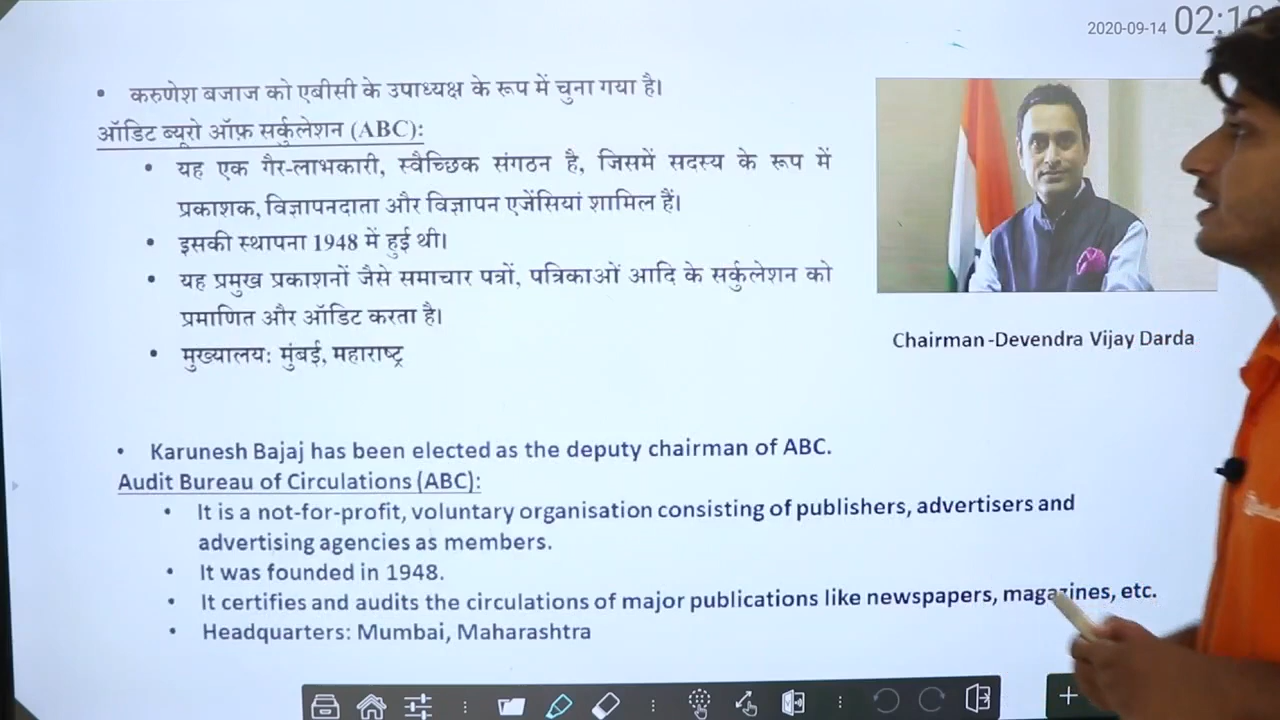 2020-09-14
• करुणेश बजाज को एबीसी के उपाध्यक्ष के रूप में चुना गया है।
ऑडिट ब्यूरो ऑफ़ सर्कुलेशन (ABC):
• यह एक गैर-लाभकारी, स्वैच्छिक संगठन है, जिसमें सदस्य के रूप में
प्रकाशक, विज्ञापनदाता और विज्ञापन एजेंसियां शामिल हैं।
• इसकी स्थापना 1948 में हुई थी।
• यह प्रमुख प्रकाशनों जैसे समाचार पत्रों, पत्रिकाओं आदि के सर्कुलेशन को
प्रमाणित और ऑडिट करता है।
• मुख्यालय: मुंबई, महाराष्ट्र
Chairman -Devendra Vijay Darda
• Karunesh Bajaj has been elected as the deputy chairman of ABC.
Audit Bureau of Circulations (ABC):
• It is a not-for-profit, voluntary organisation consisting of publishers, advertisers and
advertising agencies as members.
• It was founded in 1948.
• It certifies and audits the circulations of major publications like newspapers, magazines, etc.
• Headquarters: Mumbai, Maharashtra